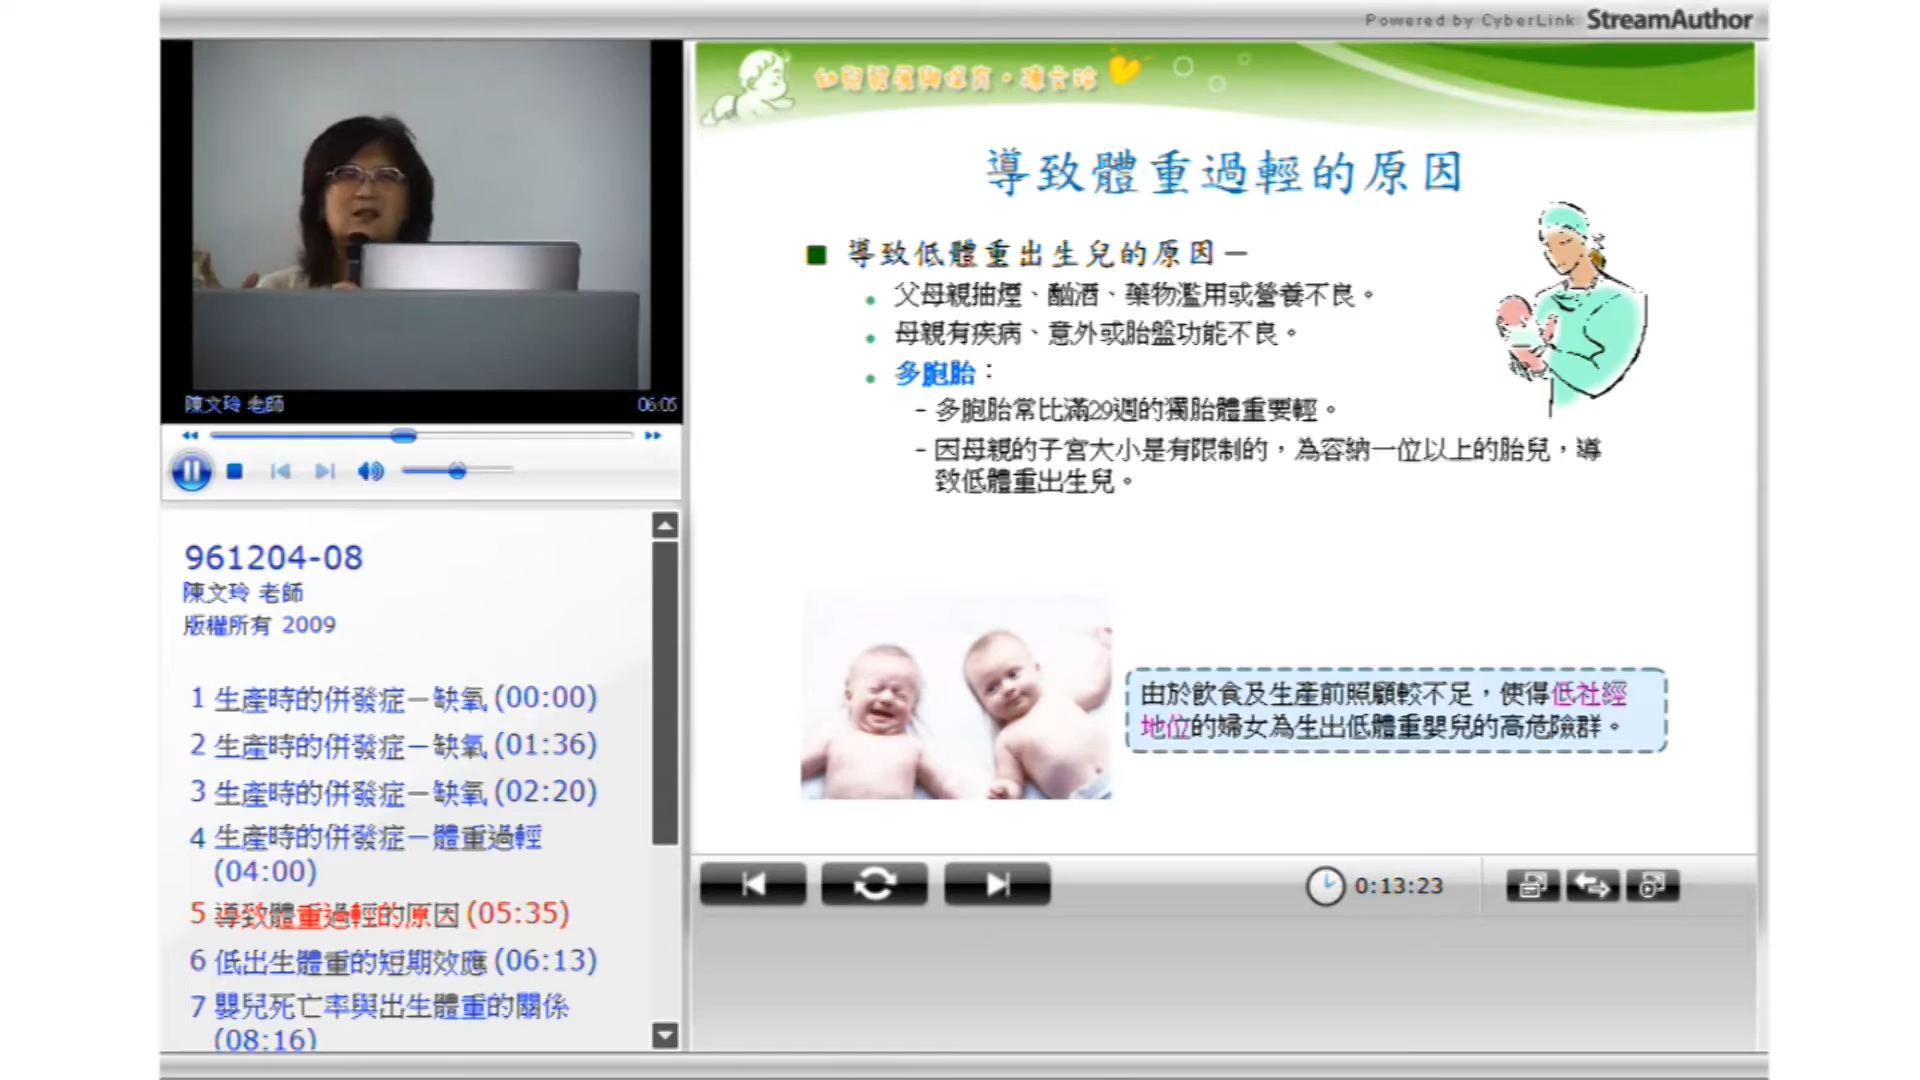 Powered by CyberLink StreamAuthor
幼兒發展與保育。陳文玲
導致體重過輕的原因
導致低體重出生兒的原因—
父母親抽煙、酗酒、藥物濫用或營養不良。
母親有疾病、意外或胎盤功能不良。
多胞胎：
–多胞胎常比滿29週的獨胎體重要輕。
–因母親的子宮大小是有限制的，為容納一位以上的胎兒，導
致低體重出生兒。
由於飲食及生產前照顧較不足，使得低社經
地位的婦女為生出低體重嬰兒的高危險群。
陳文玲 老師 06:05
961204-08
陳文玲 老師
版權所有 2009
1 生產時的併發症—缺氧 (00:00)
2 生產時的併發症—缺氧 (01:36)
3 生產時的併發症—缺氧 (02:20)
4 生產時的併發症—體重過輕
(04:00)
5 導致體重過輕的原因 (05:35)
6 低出生體重的短期效應 (06:13)
7 嬰兒死亡率與出生體重的關係
(08:16)
0:13:23